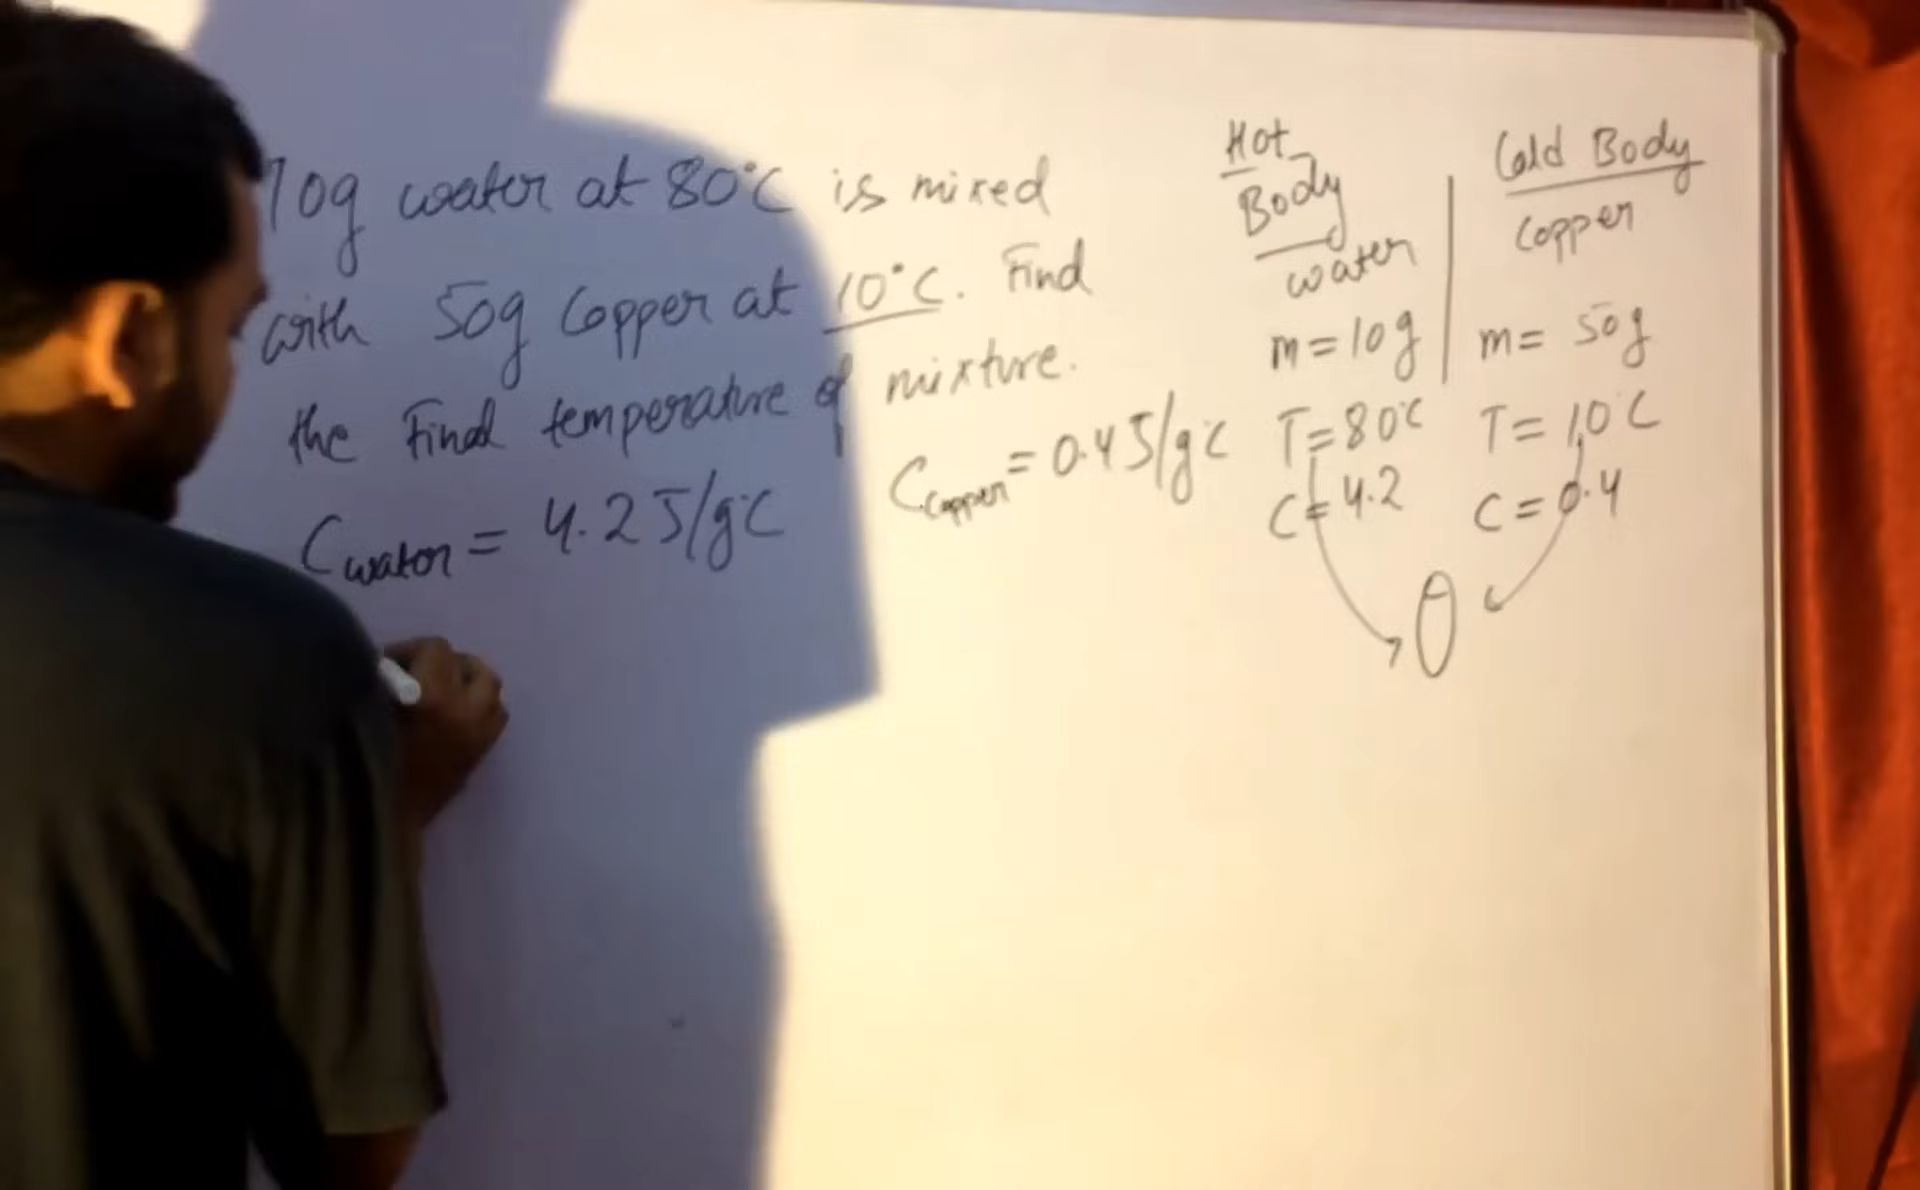 10g water at 80°C is mixed
with 50g Copper at 10°C. Find
the Final temperature of mixture.
C water = 4.2 J/g°C
C copper = 0.4 J/g°C
Hot
Body
water
m = 10g
T = 80°C
C = 4.2
Cold Body
Copper
m = 50g
T = 10°C
C = 0.4
θ